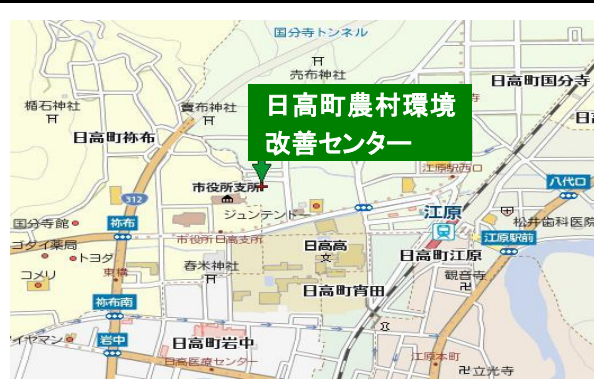 国分寺トンネル
売布神社
日高町国分寺
楯石神社
賣布神社
日高町農村環境
改善センター
日高町祢布
江原駅西口
八代口
市役所支所
312
ジュンテンドー
国分寺館
祢布
江原
松井歯科医院
ゴダイ薬局
市役所日高支所
日高高
江原駅前
トヨダ
日高町江原
コメリ
東構
春米神社
観音寺
日高町宵田
祢布南
イヤマン
岩中
日高町岩中
江原本町
日高医療センター
立光寺